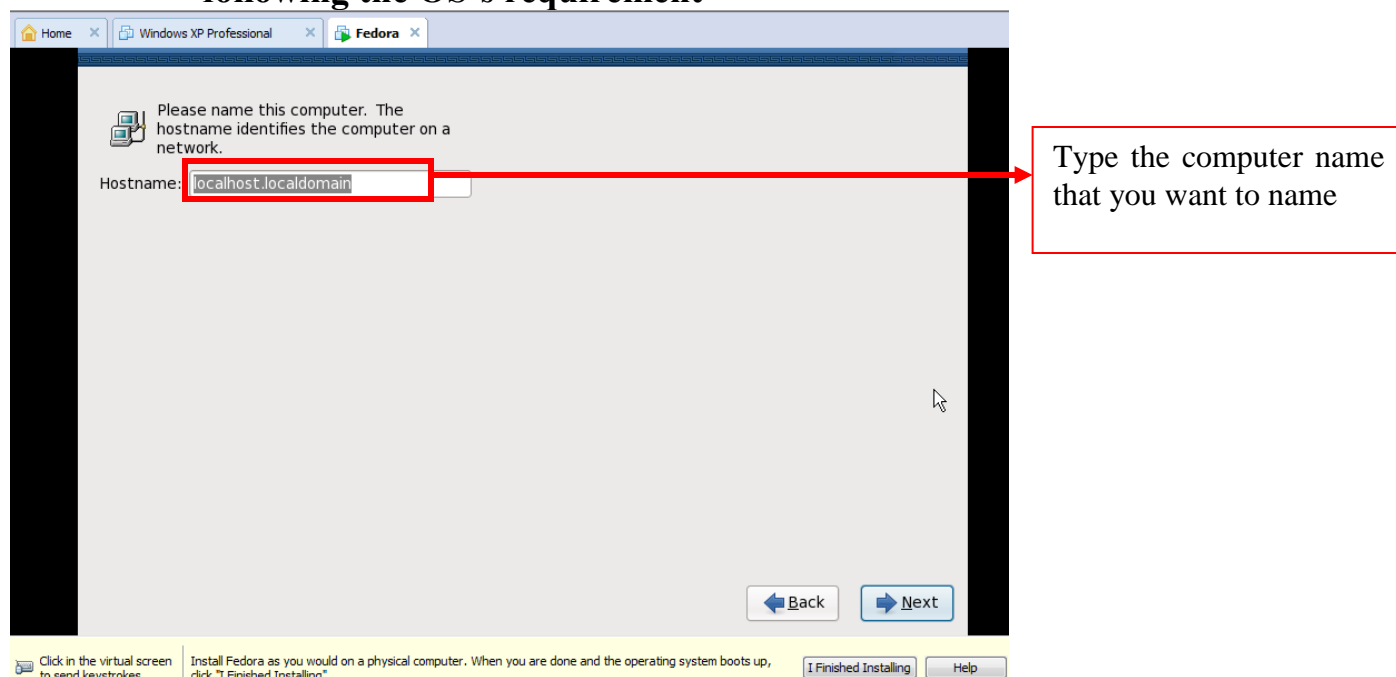 following the OS's requirement
Home Windows XP Professional Fedora
Please name this computer. The
hostname identifies the computer on a
network.
Hostname: localhost.localdomain
Type the computer name
that you want to name
Back Next
Click in the virtual screen
to send keystrokes
Install Fedora as you would on a physical computer. When you are done and the operating system boots up,
click "I Finished Installing"
I Finished Installing Help